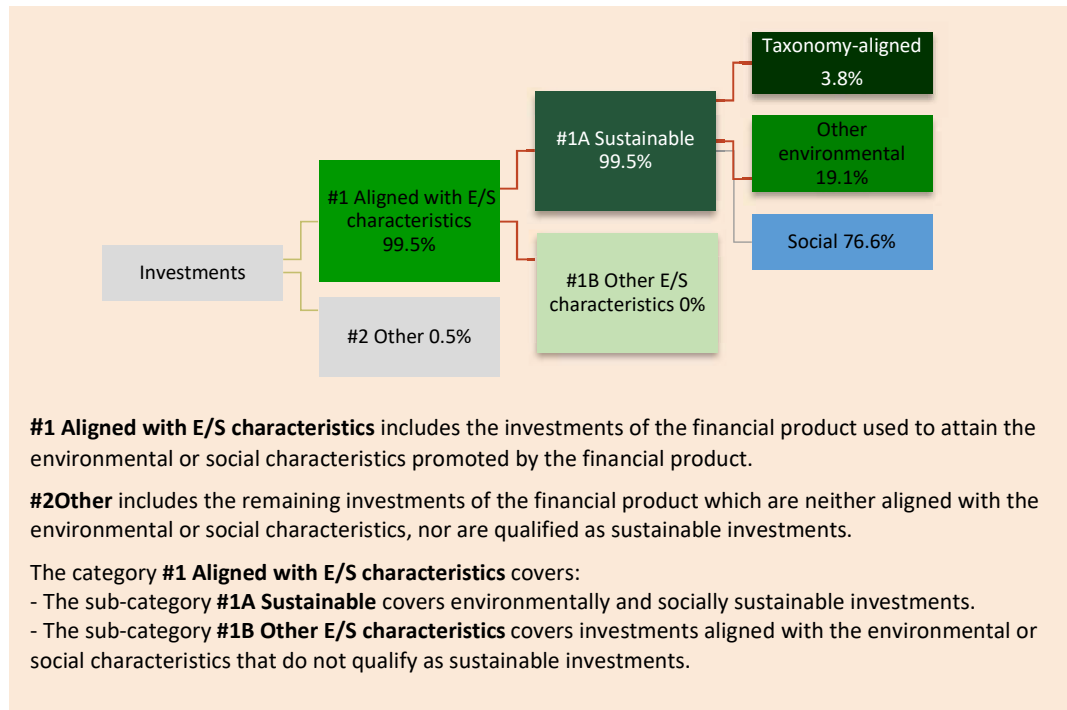 Taxonomy-aligned
3.8%
#1A Sustainable
99.5%
Other
environmental
19.1%
#1 Aligned with E/S
characteristics
99.5%
Social 76.6%
Investments
#1B Other E/S
characteristics 0%
#2 Other 0.5%
#1 Aligned with E/S characteristics includes the investments of the financial product used to attain the
environmental or social characteristics promoted by the financial product.
#2Other includes the remaining investments of the financial product which are neither aligned with the
environmental or social characteristics, nor are qualified as sustainable investments.
The category #1 Aligned with E/S characteristics covers:
- The sub-category #1A Sustainable covers environmentally and socially sustainable investments.
- The sub-category #1B Other E/S characteristics covers investments aligned with the environmental or
social characteristics that do not qualify as sustainable investments.